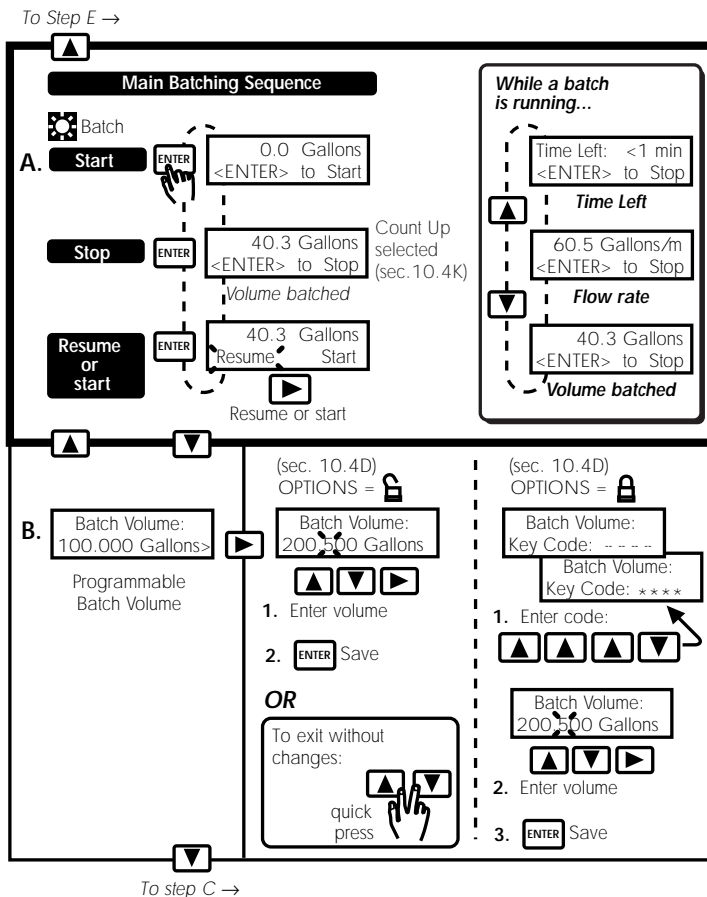 To Step E →
Main Batching Sequence
Batch
A.
Start
ENTER
0.0 Gallons
<ENTER> to Start
Stop
ENTER
40.3 Gallons
<ENTER> to Stop
Volume batched
Count Up
selected
(sec.10.4K)
Resume
or
start
ENTER
40.3 Gallons
Resume Start
Resume or start
While a batch
is running...
Time Left: <1 min
<ENTER> to Stop
Time Left
60.5 Gallons/m
<ENTER> to Stop
Flow rate
40.3 Gallons
<ENTER> to Stop
Volume batched
B.
Batch Volume:
100.000 Gallons>
Programmable
Batch Volume
(sec. 10.4D)
OPTIONS =
Batch Volume:
200.500 Gallons
1. Enter volume
2. ENTER Save
OR
To exit without
changes:
quick
press
(sec. 10.4D)
OPTIONS =
Batch Volume:
Key Code: - - - -
Batch Volume:
Key Code: ****
1. Enter code:
Batch Volume:
200.500 Gallons
2. Enter volume
3. ENTER Save
To step C →